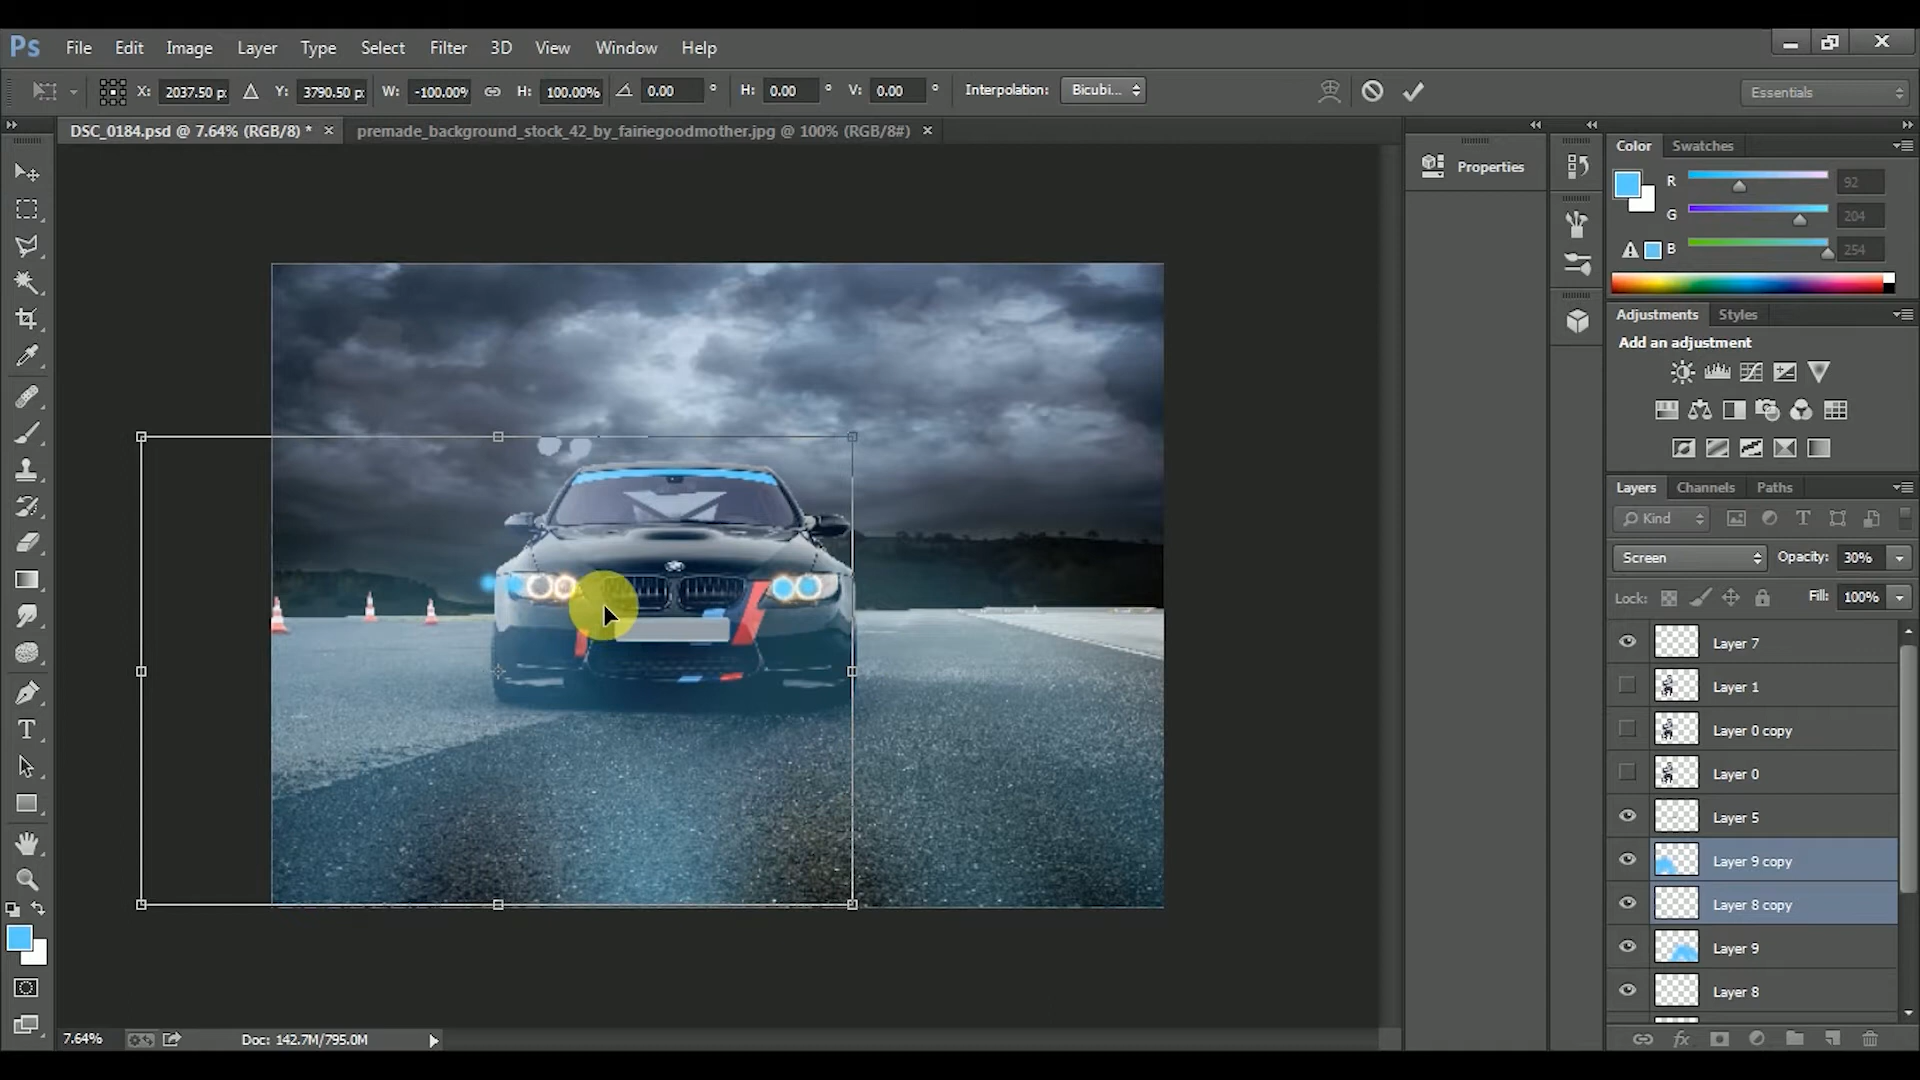 Ps File Edit Image Layer Type Select Filter 3D View Window Help
X: 2037.50 p: Y: 3790.50 p: W: -100.00% H: 100.00% 0.00 ° H: 0.00 ° V: 0.00 ° Interpolation: Bicubi... Essentials
DSC_0184.psd @ 7.64% (RGB/8) * × premade_background_stock_42_by_fairiegoodmother.jpg @ 100% (RGB/8#) ×
Properties
Color Swatches
R 92
G 204
B 254
Adjustments Styles
Add an adjustment
Layers Channels Paths
Kind T
Screen Opacity: 30%
Lock: Fill: 100%
Layer 7
Layer 1
Layer 0 copy
Layer 0
Layer 5
Layer 9 copy
Layer 8 copy
Layer 9
Layer 8
fx
7.64% Doc: 142.7M/795.0M